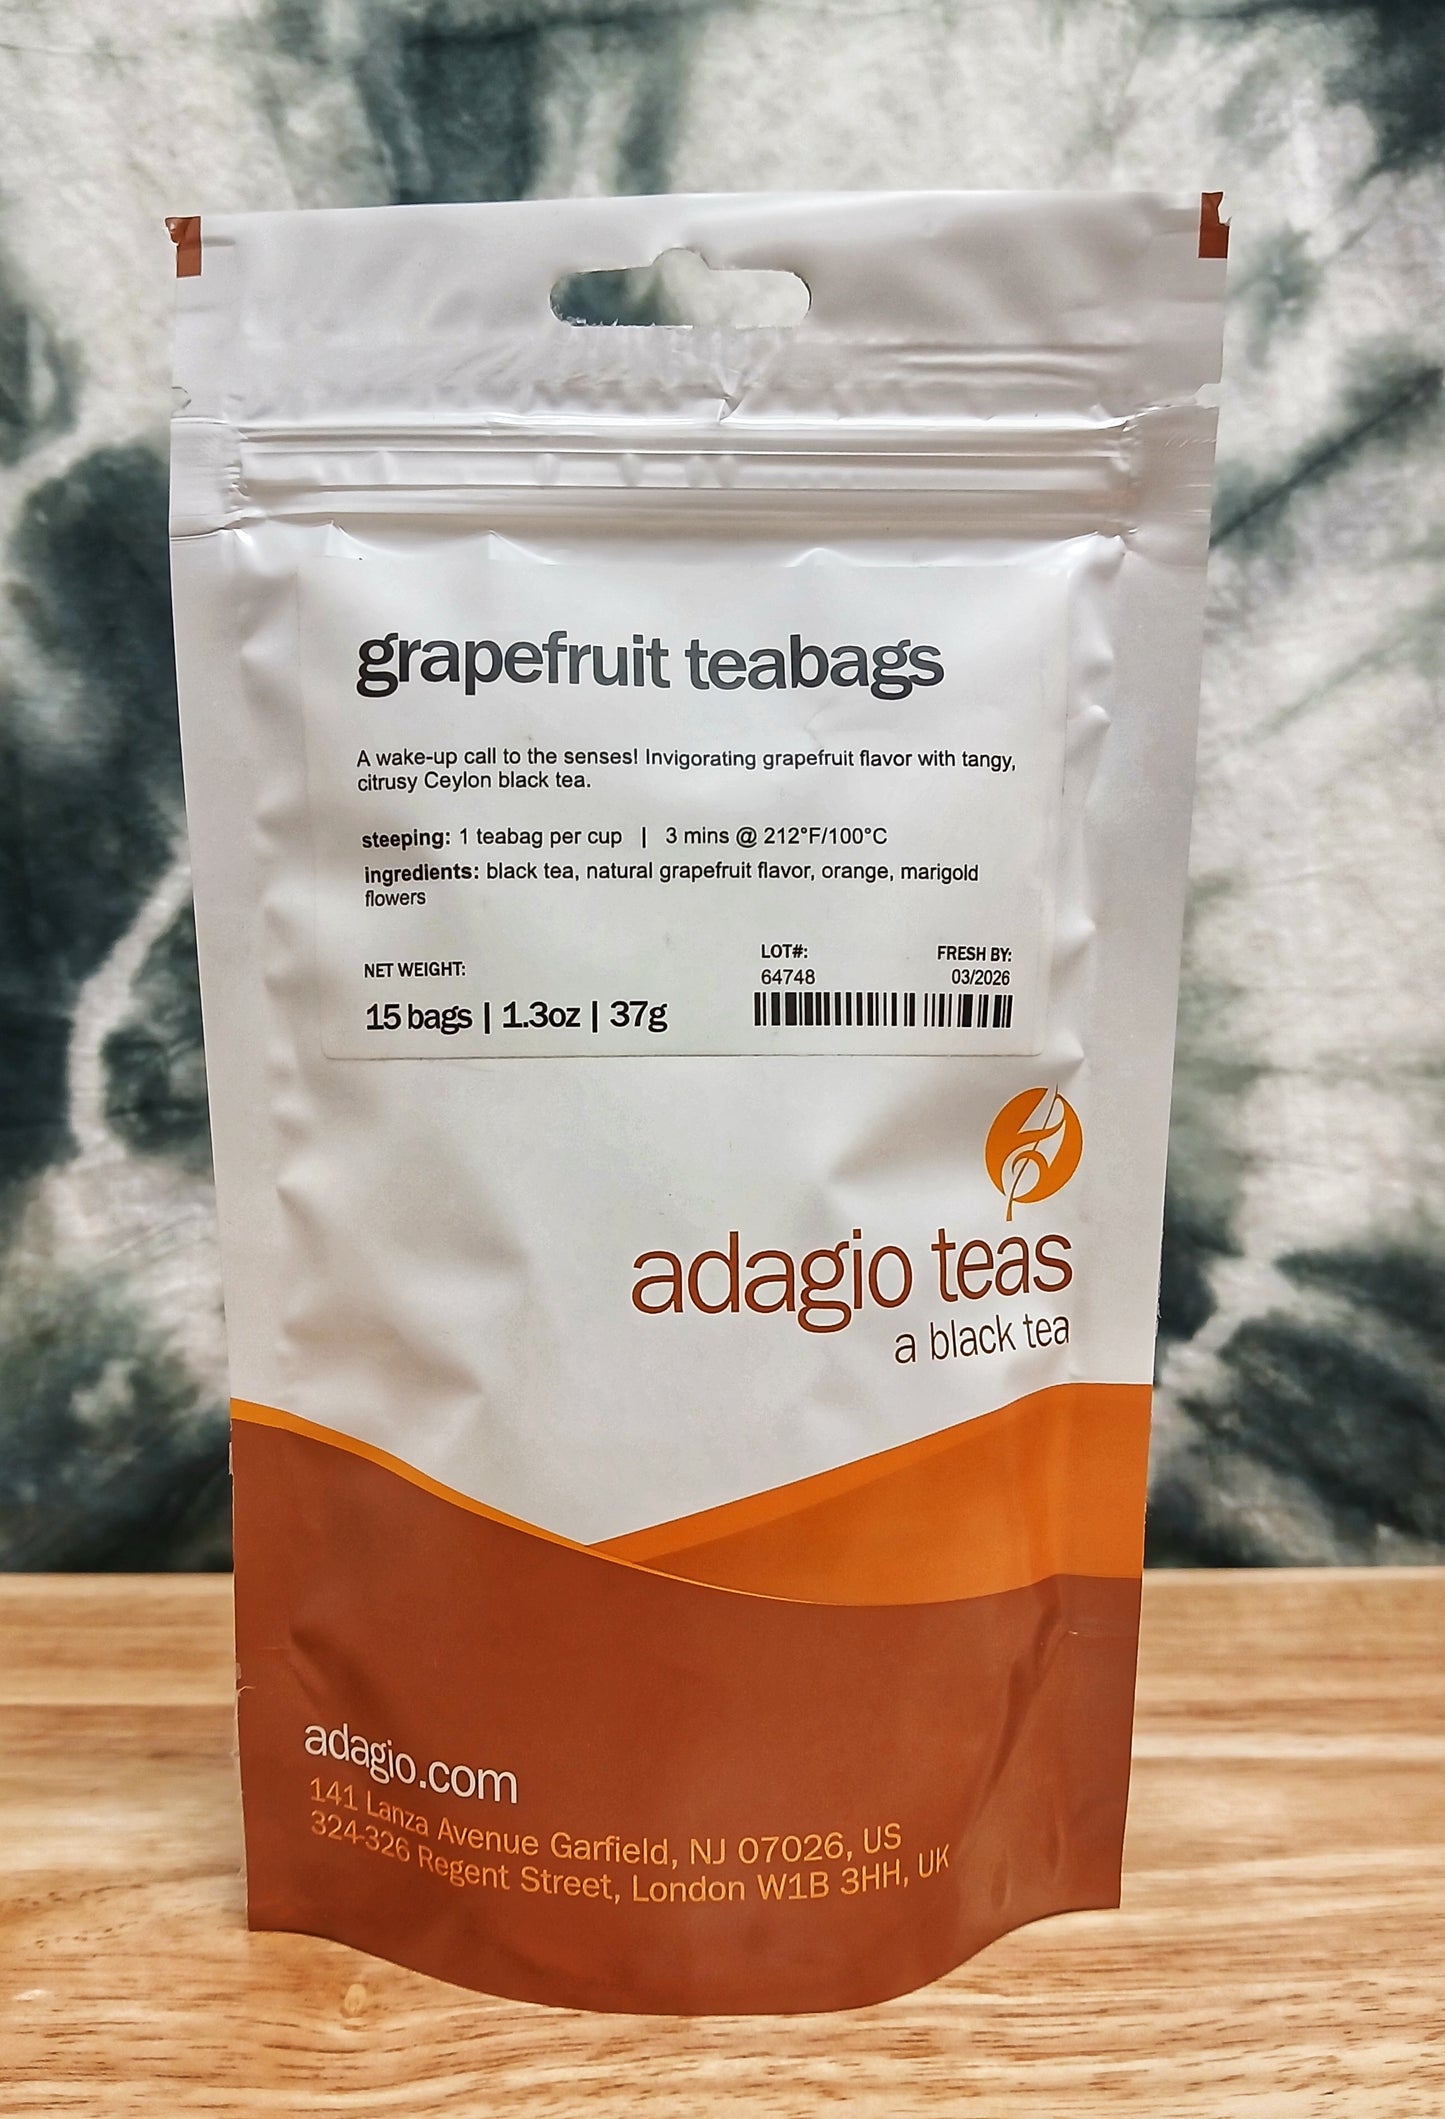 grapefruit teabags
A wake-up call to the senses! Invigorating grapefruit flavor with tangy,
citrusy Ceylon black tea.
steeping: 1 teabag per cup | 3 mins @ 212°F/100°C
ingredients: black tea, natural grapefruit flavor, orange, marigold
flowers
NET WEIGHT:
15 bags | 1.3oz | 37g
LOT#:
64748
FRESH BY:
03/2026
adagio teas
a black tea
adagio.com
141 Lanza Avenue Garfield, NJ 07026, US
324-326 Regent Street, London W1B 3HH, UK